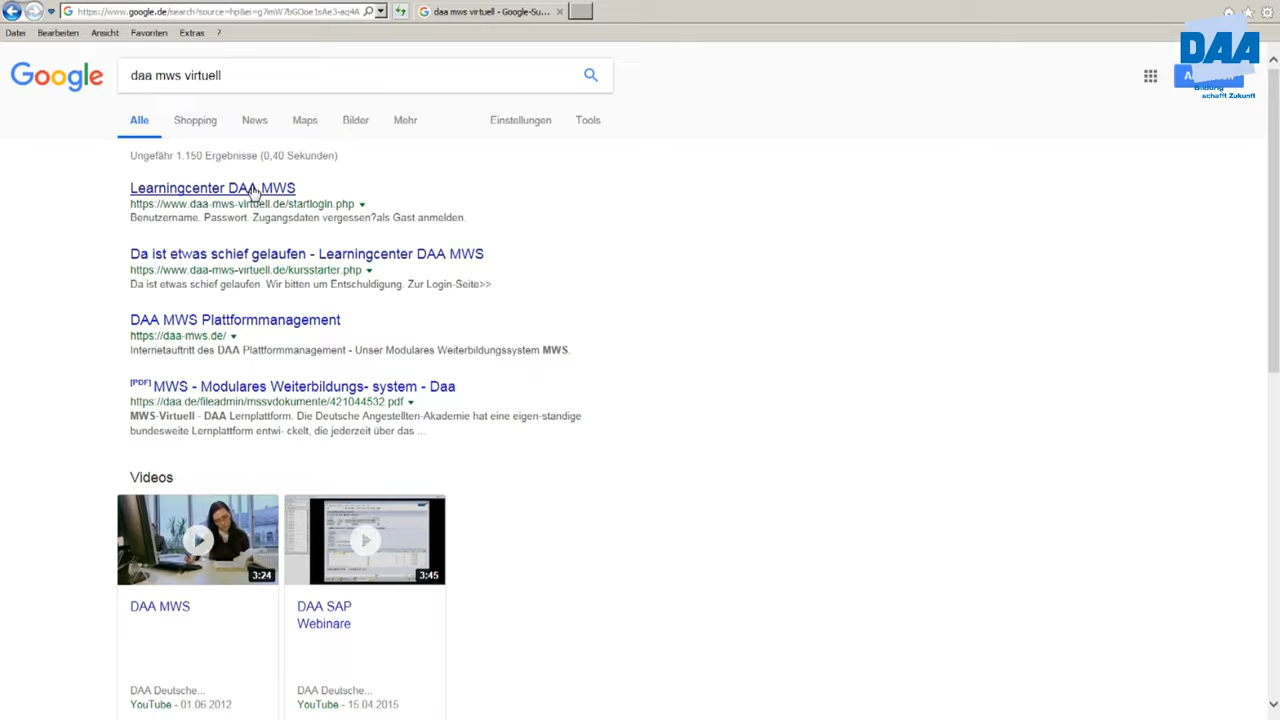 https://www.google.de/search?source=hp&ei=g7mW7bGOoe1sAe3-aq4A
daa mws virtuell - Google-Su...
Datei Bearbeiten Ansicht Favoriten Extras ?
DAA
Bildung
schafft Zukunft
Google
daa mws virtuell
Alle Shopping News Maps Bilder Mehr Einstellungen Tools
Ungefähr 1.150 Ergebnisse (0,40 Sekunden)
Learningcenter DAA MWS
https://www.daa-mws-virtuell.de/startlogin.php
Benutzername. Passwort. Zugangsdaten vergessen?als Gast anmelden.
Da ist etwas schief gelaufen - Learningcenter DAA MWS
https://www.daa-mws-virtuell.de/kursstarter.php
Da ist etwas schief gelaufen. Wir bitten um Entschuldigung. Zur Login-Seite>>
DAA MWS Plattformmanagement
https://daa-mws.de/
Internetauftritt des DAA Plattformmanagement - Unser Modulares Weiterbildungssystem MWS.
[PDF] MWS - Modulares Weiterbildungs- system - Daa
https://daa.de/fileadmin/mssvdokumente/421044532.pdf
MWS-Virtuell - DAA Lernplattform. Die Deutsche Angestellten-Akademie hat eine eigen-ständige
bundesweite Lernplattform entwi- ckelt, die jederzeit über das ...
Videos
3:24
3:45
DAA MWS
DAA SAP
Webinare
DAA Deutsche...
YouTube - 01.06.2012
DAA Deutsche...
YouTube - 15.04.2015